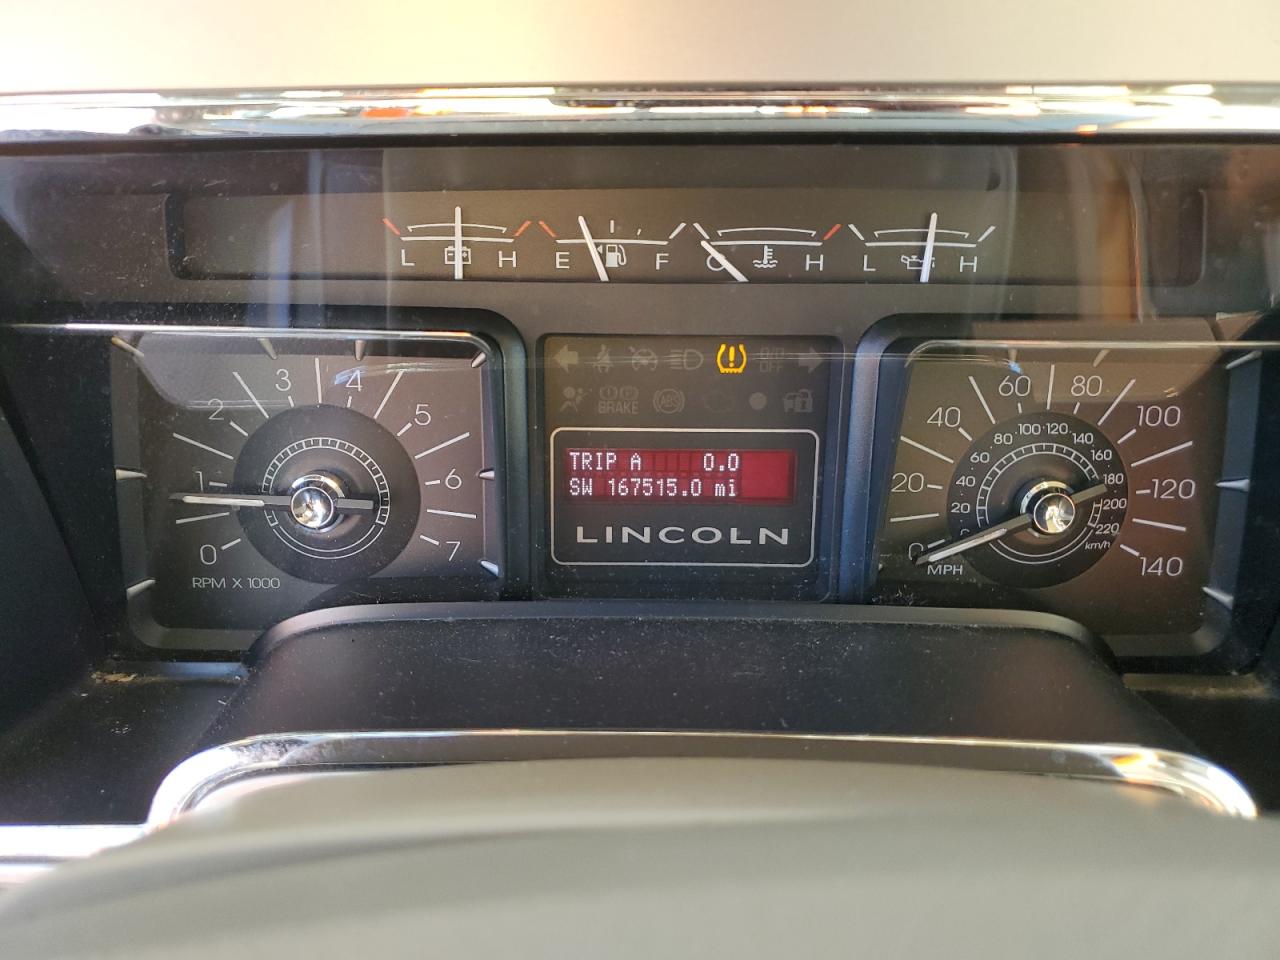 L H E F C H L H
TRIP A 0.0
SW 167515.0 mi
LINCOLN
BRAKE
ABS
OFF
0 1 2 3 4 5 6 7
RPM X 1000
0 20 40 60 80 100 120 140
MPH
20 40 60 80 100 120 140 160 180 200 220
km/h